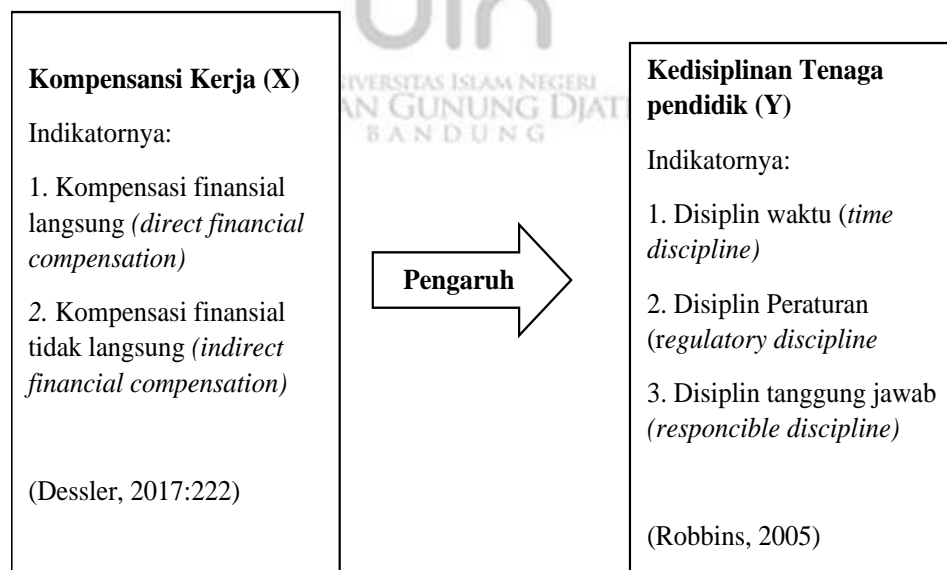 uin
UNIVERSITAS ISLAM NEGERI
AN GUNUNG DJATI
BANDUNG
Kompensansi Kerja (X)
Indikatornya:
1. Kompensasi finansial
langsung (direct financial
compensation)
2. Kompensasi finansial
tidak langsung (indirect
financial compensation)
(Dessler, 2017:222)
Pengaruh
Kedisiplinan Tenaga
pendidik (Y)
Indikatornya:
1. Disiplin waktu (time
discipline)
2. Disiplin Peraturan
(regulatory discipline
3. Disiplin tanggung jawab
(responcible discipline)
(Robbins, 2005)